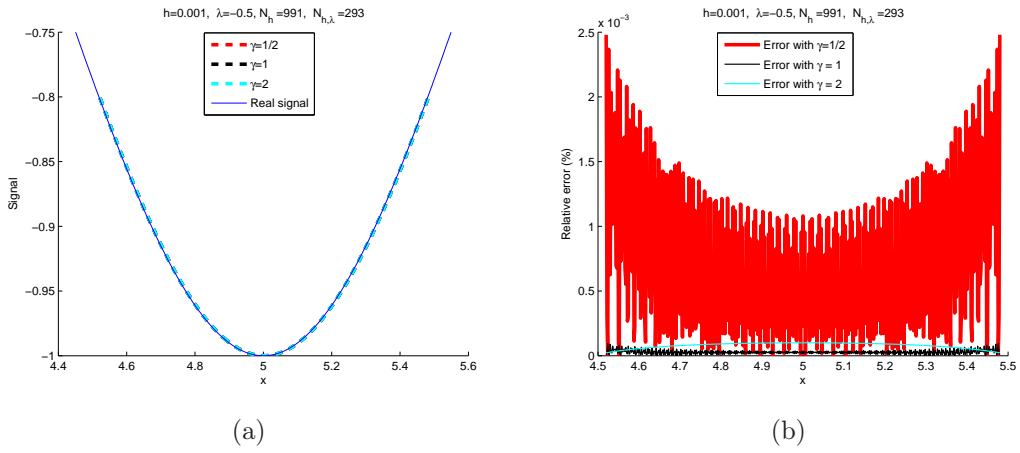 h=0.001, λ=−0.5, N_h=991, N_{h,λ}=293
−0.75
−0.8
−0.85
−0.9
−0.95
−1
Signal
4.4 4.6 4.8 5 5.2 5.4 5.6
x
γ=1/2
γ=1
γ=2
Real signal
(a)
h=0.001, λ=−0.5, N_h=991, N_{h,λ}=293
x 10^{−3}
2.5
2
1.5
1
0.5
0
Relative error (%)
4.5 4.6 4.7 4.8 4.9 5 5.1 5.2 5.3 5.4 5.5
x
Error with γ=1/2
Error with γ = 1
Error with γ = 2
(b)